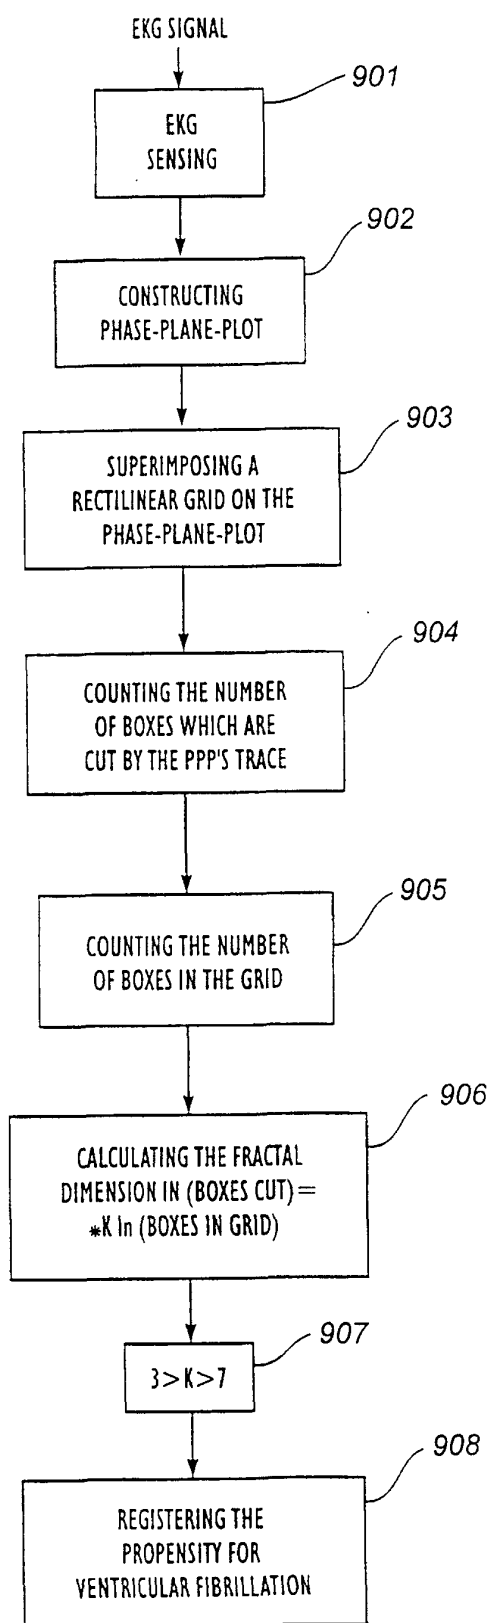 EKG SIGNAL
901
EKG
SENSING
902
CONSTRUCTING
PHASE-PLANE-PLOT
903
SUPERIMPOSING A
RECTILINEAR GRID ON THE
PHASE-PLANE-PLOT
904
COUNTING THE NUMBER
OF BOXES WHICH ARE
CUT BY THE PPP'S TRACE
905
COUNTING THE NUMBER
OF BOXES IN THE GRID
906
CALCULATING THE FRACTAL
DIMENSION IN (BOXES CUT)=
*K In (BOXES IN GRID)
907
3>K>7
908
REGISTERING THE
PROPENSITY FOR
VENTRICULAR FIBRILLATION